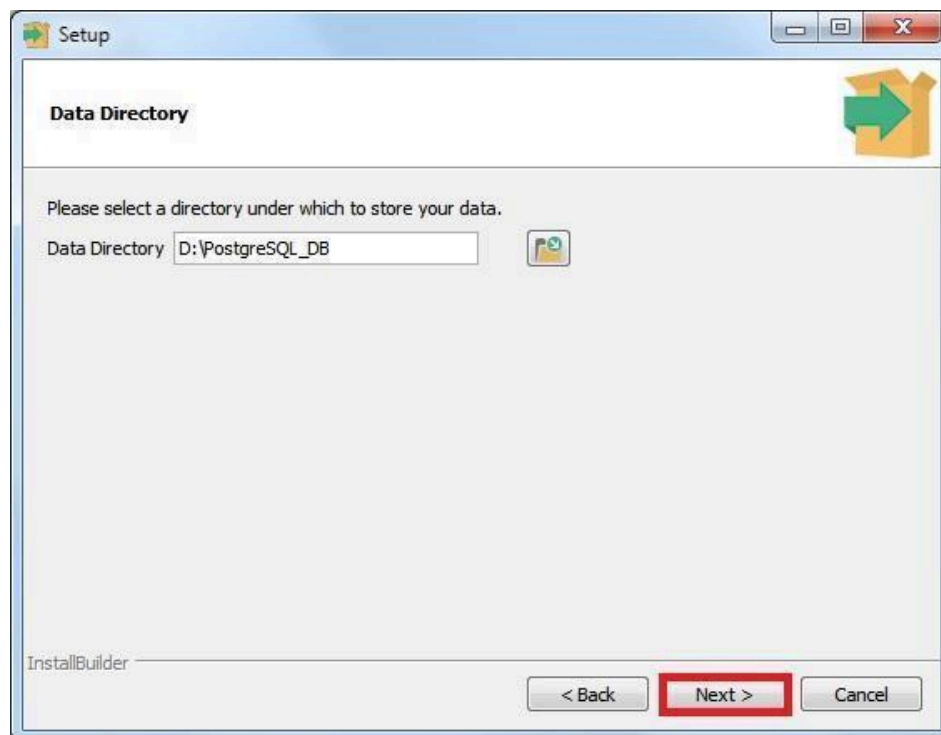 Setup
Data Directory
Please select a directory under which to store your data.
Data Directory D:\PostgreSQL_DB
InstallBuilder
< Back Next > Cancel